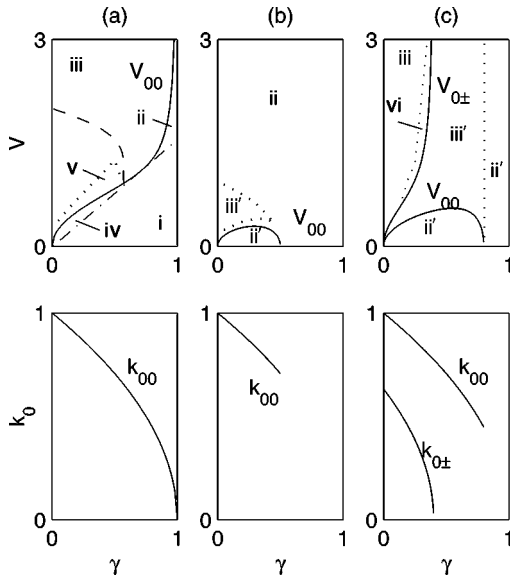 (a) (b) (c)
3 3 3
iii V₀₀ ii iii V₀±
V ii vi iii′
v iii′ V₀₀ V₀₀ ii′
iv i ii′ ii′
0 0 0
0 1 0 1 0 1
1 1 1
k₀₀ k₀₀
k₀ k₀₀
k₀±
0 0 0
0 1 0 1 0 1
γ γ γ